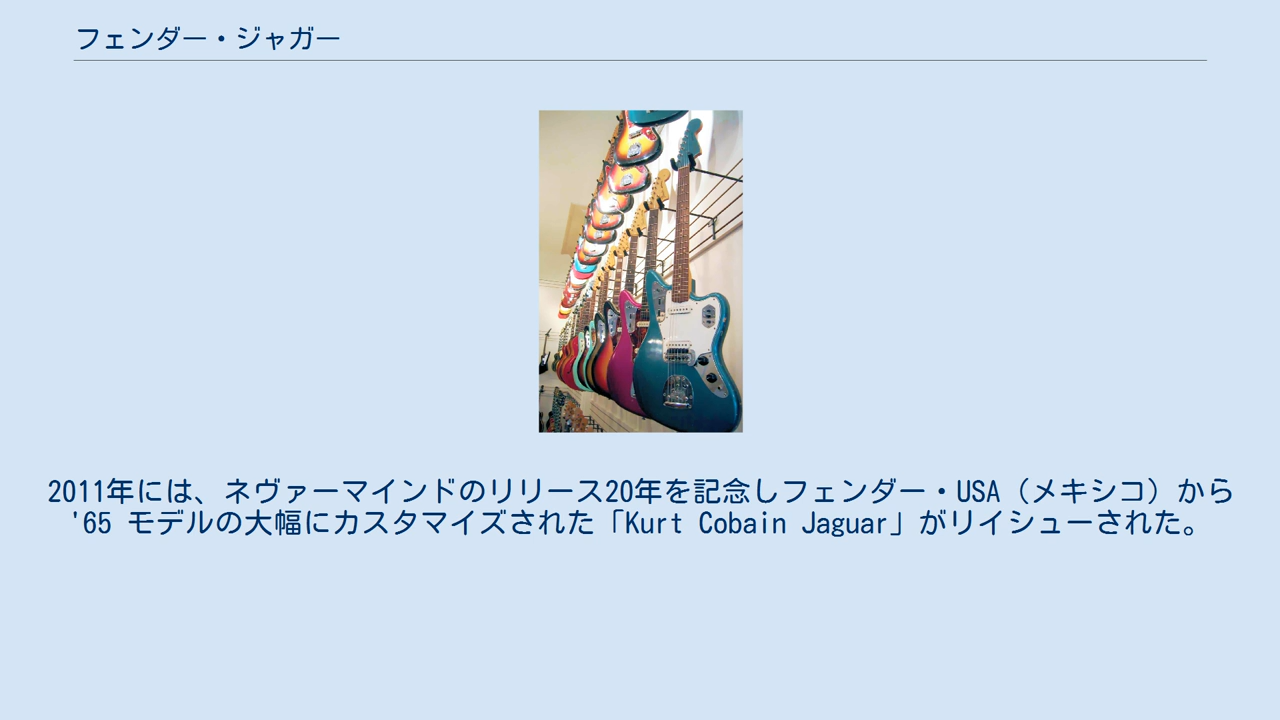 フェンダー・ジャガー
2011年には、ネヴァーマインドのリリース20年を記念しフェンダー・USA（メキシコ）から
'65 モデルの大幅にカスタマイズされた「Kurt Cobain Jaguar」がリイシューされた。